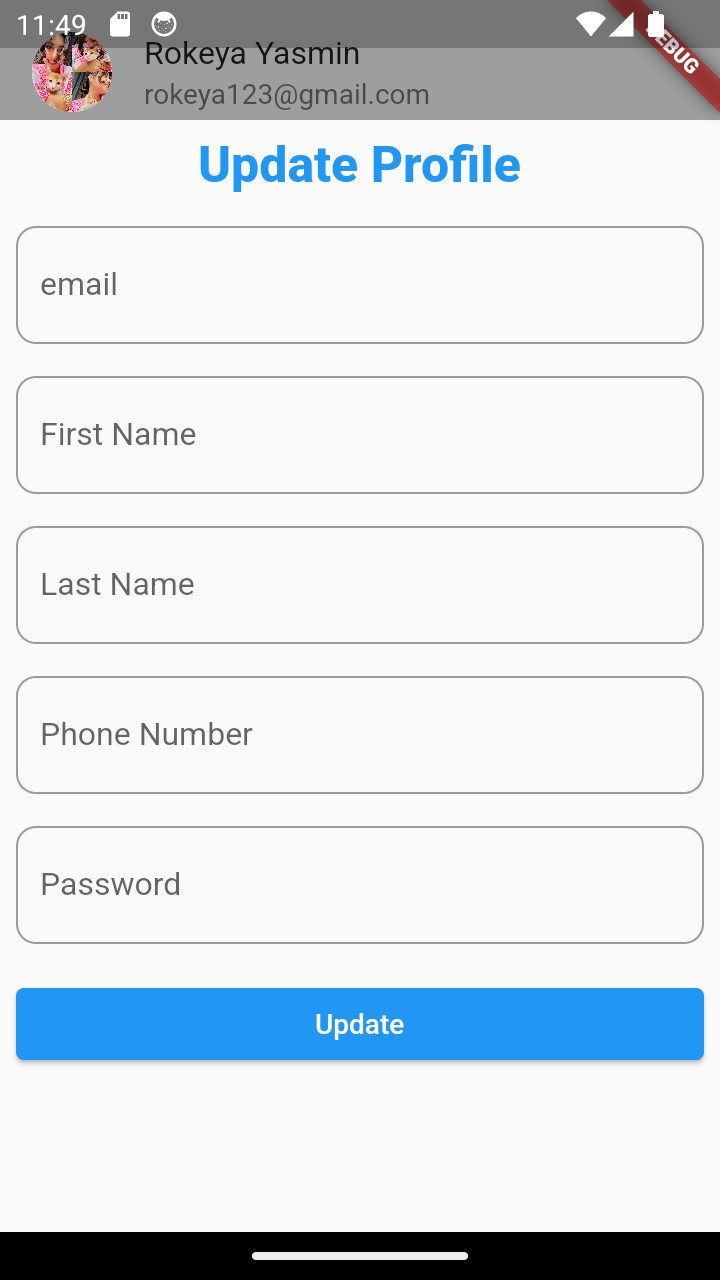 11:49
DEBUG
Rokeya Yasmin
rokeya123@gmail.com
Update Profile
email
First Name
Last Name
Phone Number
Password
Update